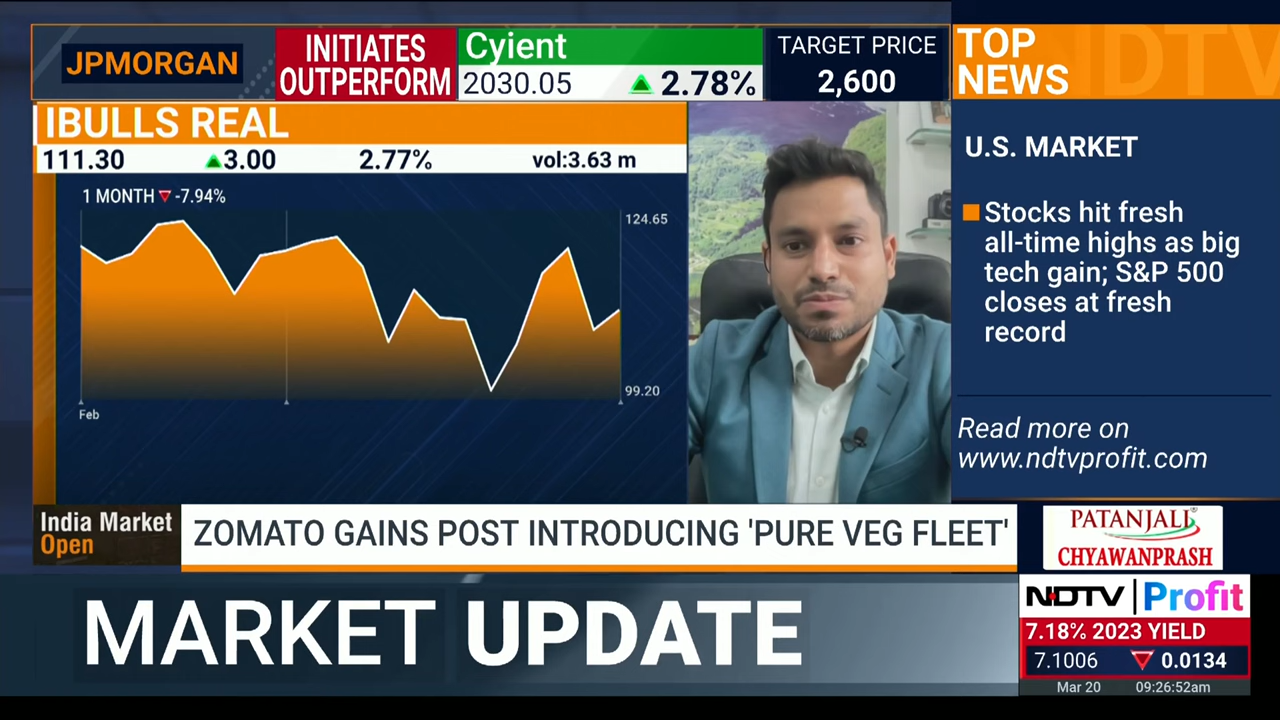 JPMORGAN
INITIATES
OUTPERFORM
Cyient
2030.05 2.78%
TARGET PRICE
2,600
TOP
NEWS
NDTV
IBULLS REAL
111.30 3.00 2.77% vol:3.63 m
1 MONTH -7.94%
124.65
99.20
Feb
U.S. MARKET
Stocks hit fresh
all-time highs as big
tech gain; S&P 500
closes at fresh
record
Read more on
www.ndtvprofit.com
India Market
Open
ZOMATO GAINS POST INTRODUCING 'PURE VEG FLEET'
PATANJALI®
CHYAWANPRASH
MARKET UPDATE
NDTV Profit
7.18% 2023 YIELD
7.1006 0.0134
Mar 20 09:26:52am